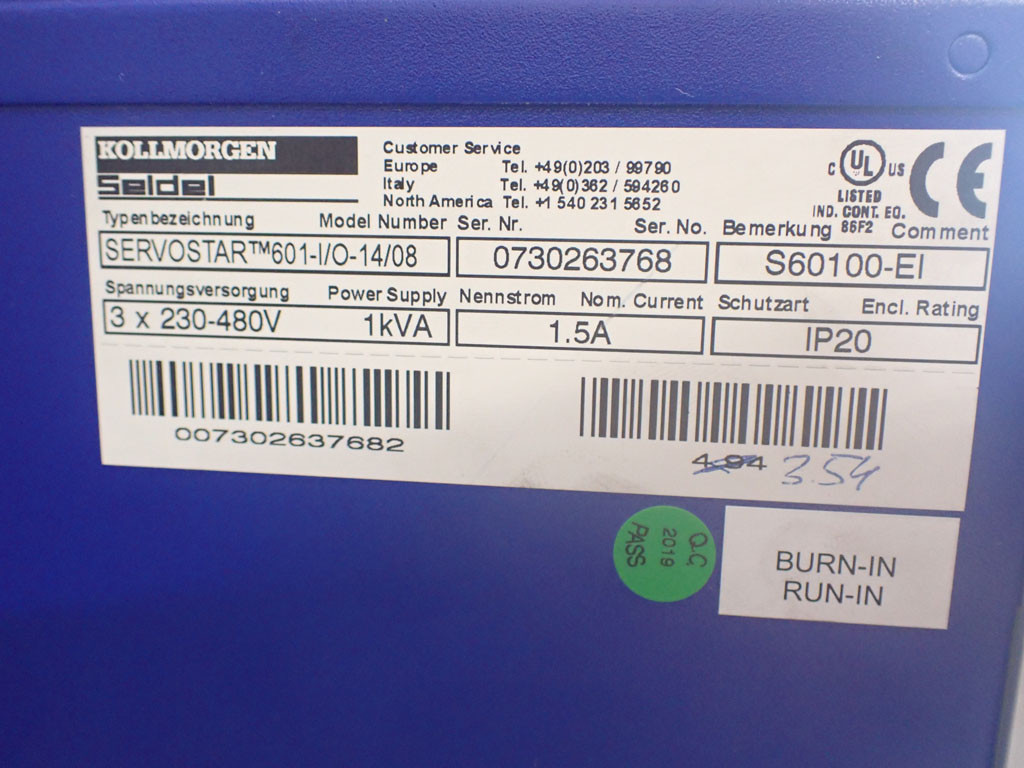 KOLLMORGEN
Seidel
Customer Service
Europe Tel. +49(0)203 / 99790
Italy Tel. +49(0)362 / 594260
North America Tel. +1 540 231 5652
C UL US
LISTED
IND. CONT. EQ.
86F2
CE
Typenbezeichnung Model Number Ser. Nr. Ser. No. Bemerkung Comment
SERVOSTAR™601-I/O-14/08 0730263768 S60100-EI
Spannungsversorgung Power Supply Nennstrom Nom. Current Schutzart Encl. Rating
3 x 230-480V 1kVA 1.5A IP20
007302637682
4.94 3.54
QC
2019
PASS
BURN-IN
RUN-IN